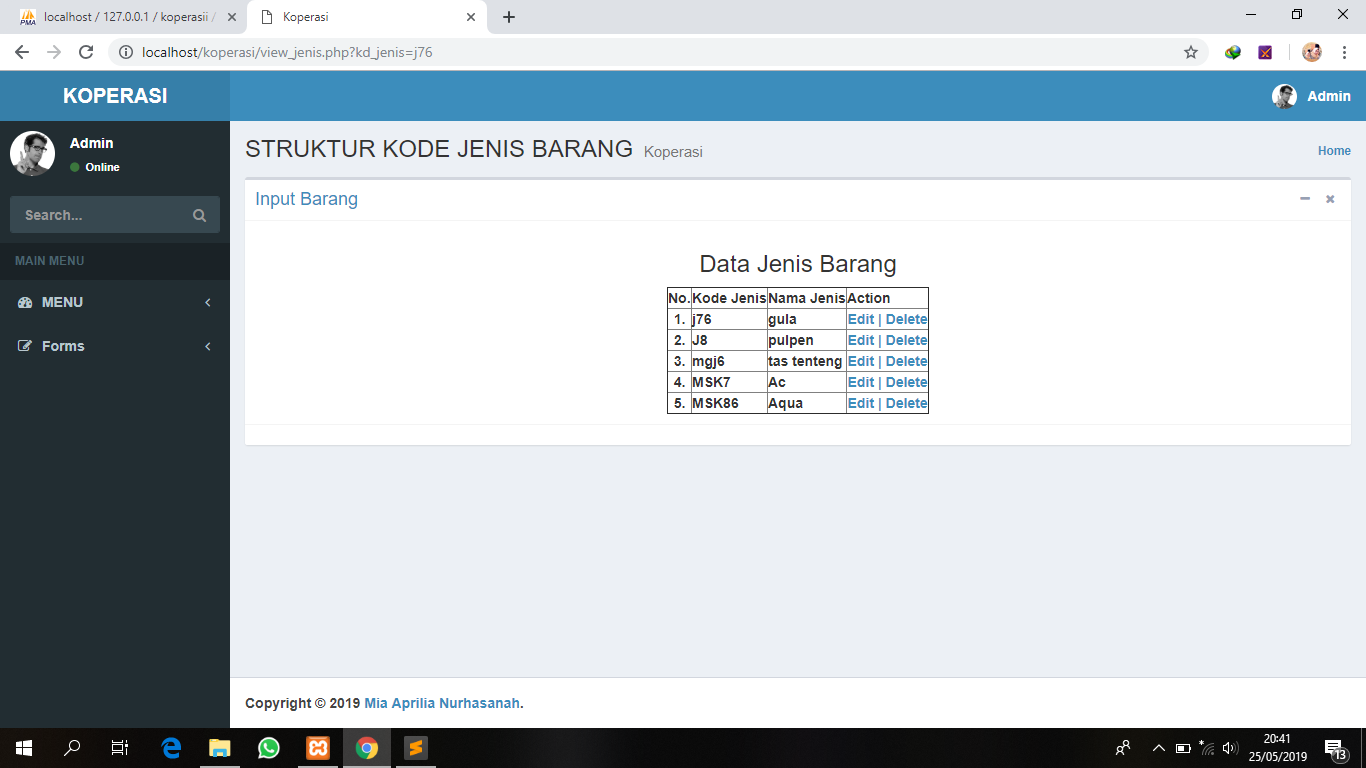 localhost / 127.0.0.1 / koperasii /
Koperasi
localhost/koperasi/view_jenis.php?kd_jenis=j76
KOPERASI
Admin
Admin
Online
STRUKTUR KODE JENIS BARANG Koperasi
Home
Search...
Input Barang
MAIN MENU
MENU
Forms
Data Jenis Barang
No. Kode Jenis Nama Jenis Action
1. j76 gula Edit | Delete
2. J8 pulpen Edit | Delete
3. mgj6 tas tenteng Edit | Delete
4. MSK7 Ac Edit | Delete
5. MSK86 Aqua Edit | Delete
Copyright © 2019 Mia Aprilia Nurhasanah.
20:41
25/05/2019
13